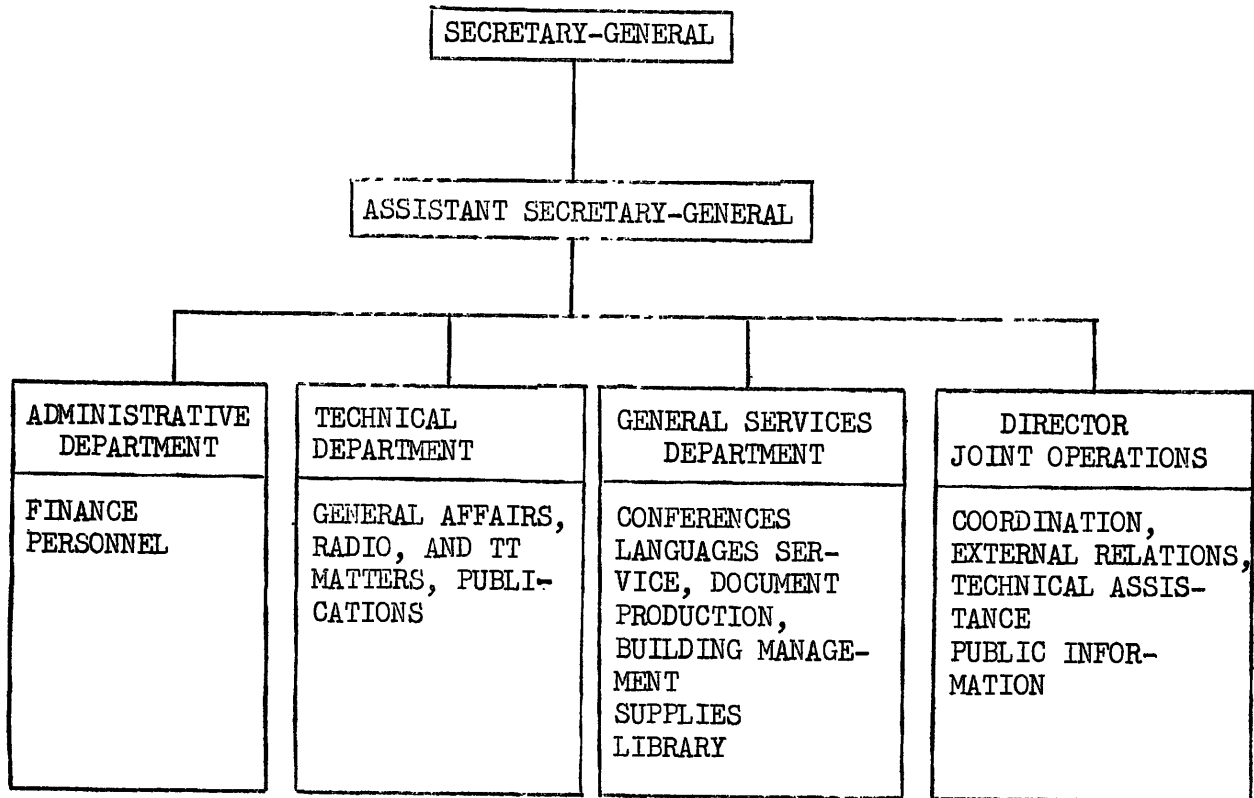 SECRETARY-GENERAL
ASSISTANT SECRETARY-GENERAL
ADMINISTRATIVE
DEPARTMENT
FINANCE
PERSONNEL
TECHNICAL
DEPARTMENT
GENERAL AFFAIRS,
RADIO, AND TT
MATTERS, PUBLI-
CATIONS
GENERAL SERVICES
DEPARTMENT
CONFERENCES
LANGUAGES SER-
VICE, DOCUMENT
PRODUCTION,
BUILDING MANAGE-
MENT
SUPPLIES
LIBRARY
DIRECTOR
JOINT OPERATIONS
COORDINATION,
EXTERNAL RELATIONS,
TECHNICAL ASSIS-
TANCE
PUBLIC INFOR-
MATION